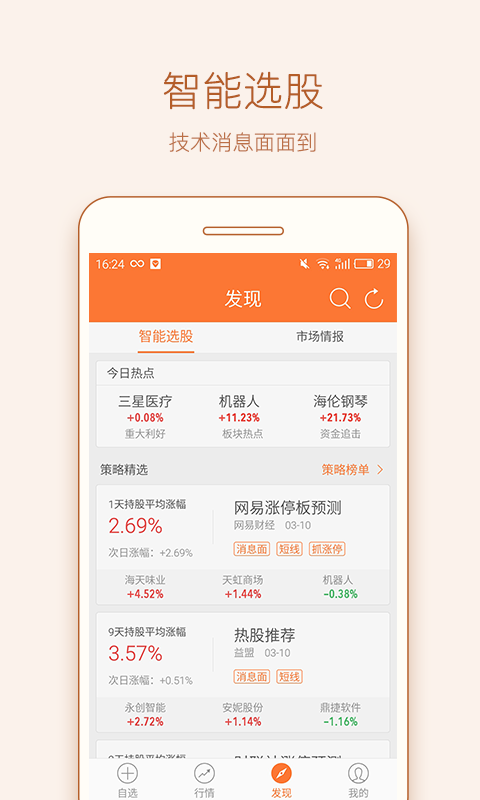 智能选股
技术消息面面到
16:24 29
发现
智能选股 市场情报
今日热点
三星医疗 机器人 海伦钢琴
+0.08% +11.23% +21.73%
重大利好 板块热点 资金追击
策略精选 策略榜单
1天持股平均涨幅 网易涨停板预测
2.69% 网易财经 03-10
次日涨幅：+2.69% 消息面 短线 抓涨停
海天味业 天虹商场 机器人
+4.52% +1.44% -0.38%
9天持股平均涨幅 热股推荐
3.57% 益盟 03-10
次日涨幅：+0.51% 消息面 短线
永创智能 安妮股份 鼎捷软件
+2.72% +1.14% -1.16%
2天持股平均涨幅
自选 行情 发现 我的